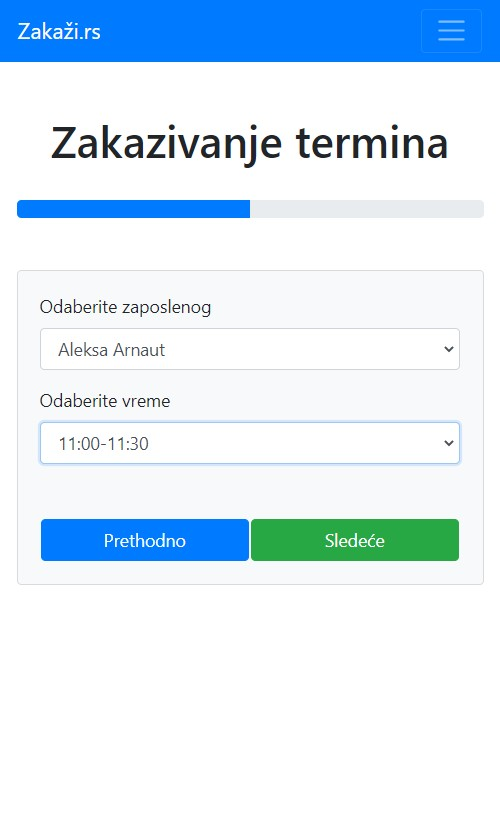 Zakaži.rs
Zakazivanje termina
Odaberite zaposlenog
Aleksa Arnaut
Odaberite vreme
11:00-11:30
Prethodno
Sledeće